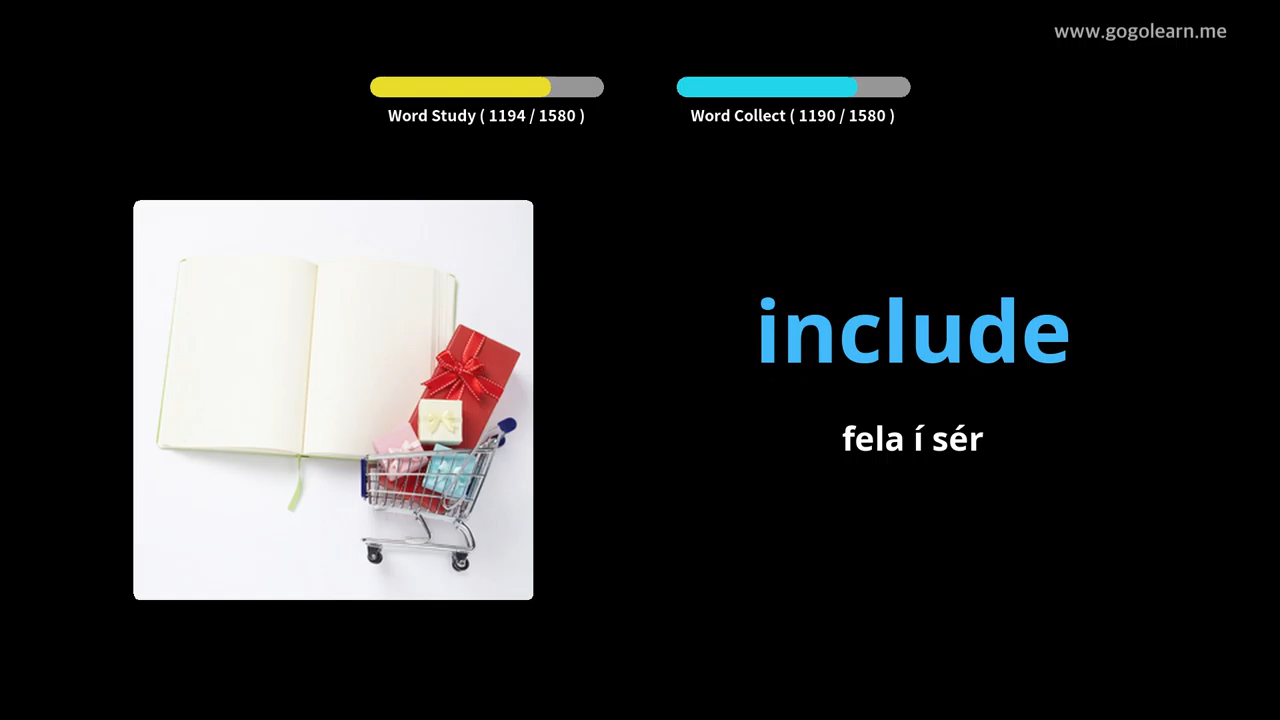 www.gogolearn.me
Word Study ( 1194 / 1580 )
Word Collect ( 1190 / 1580 )
include
fela í sér